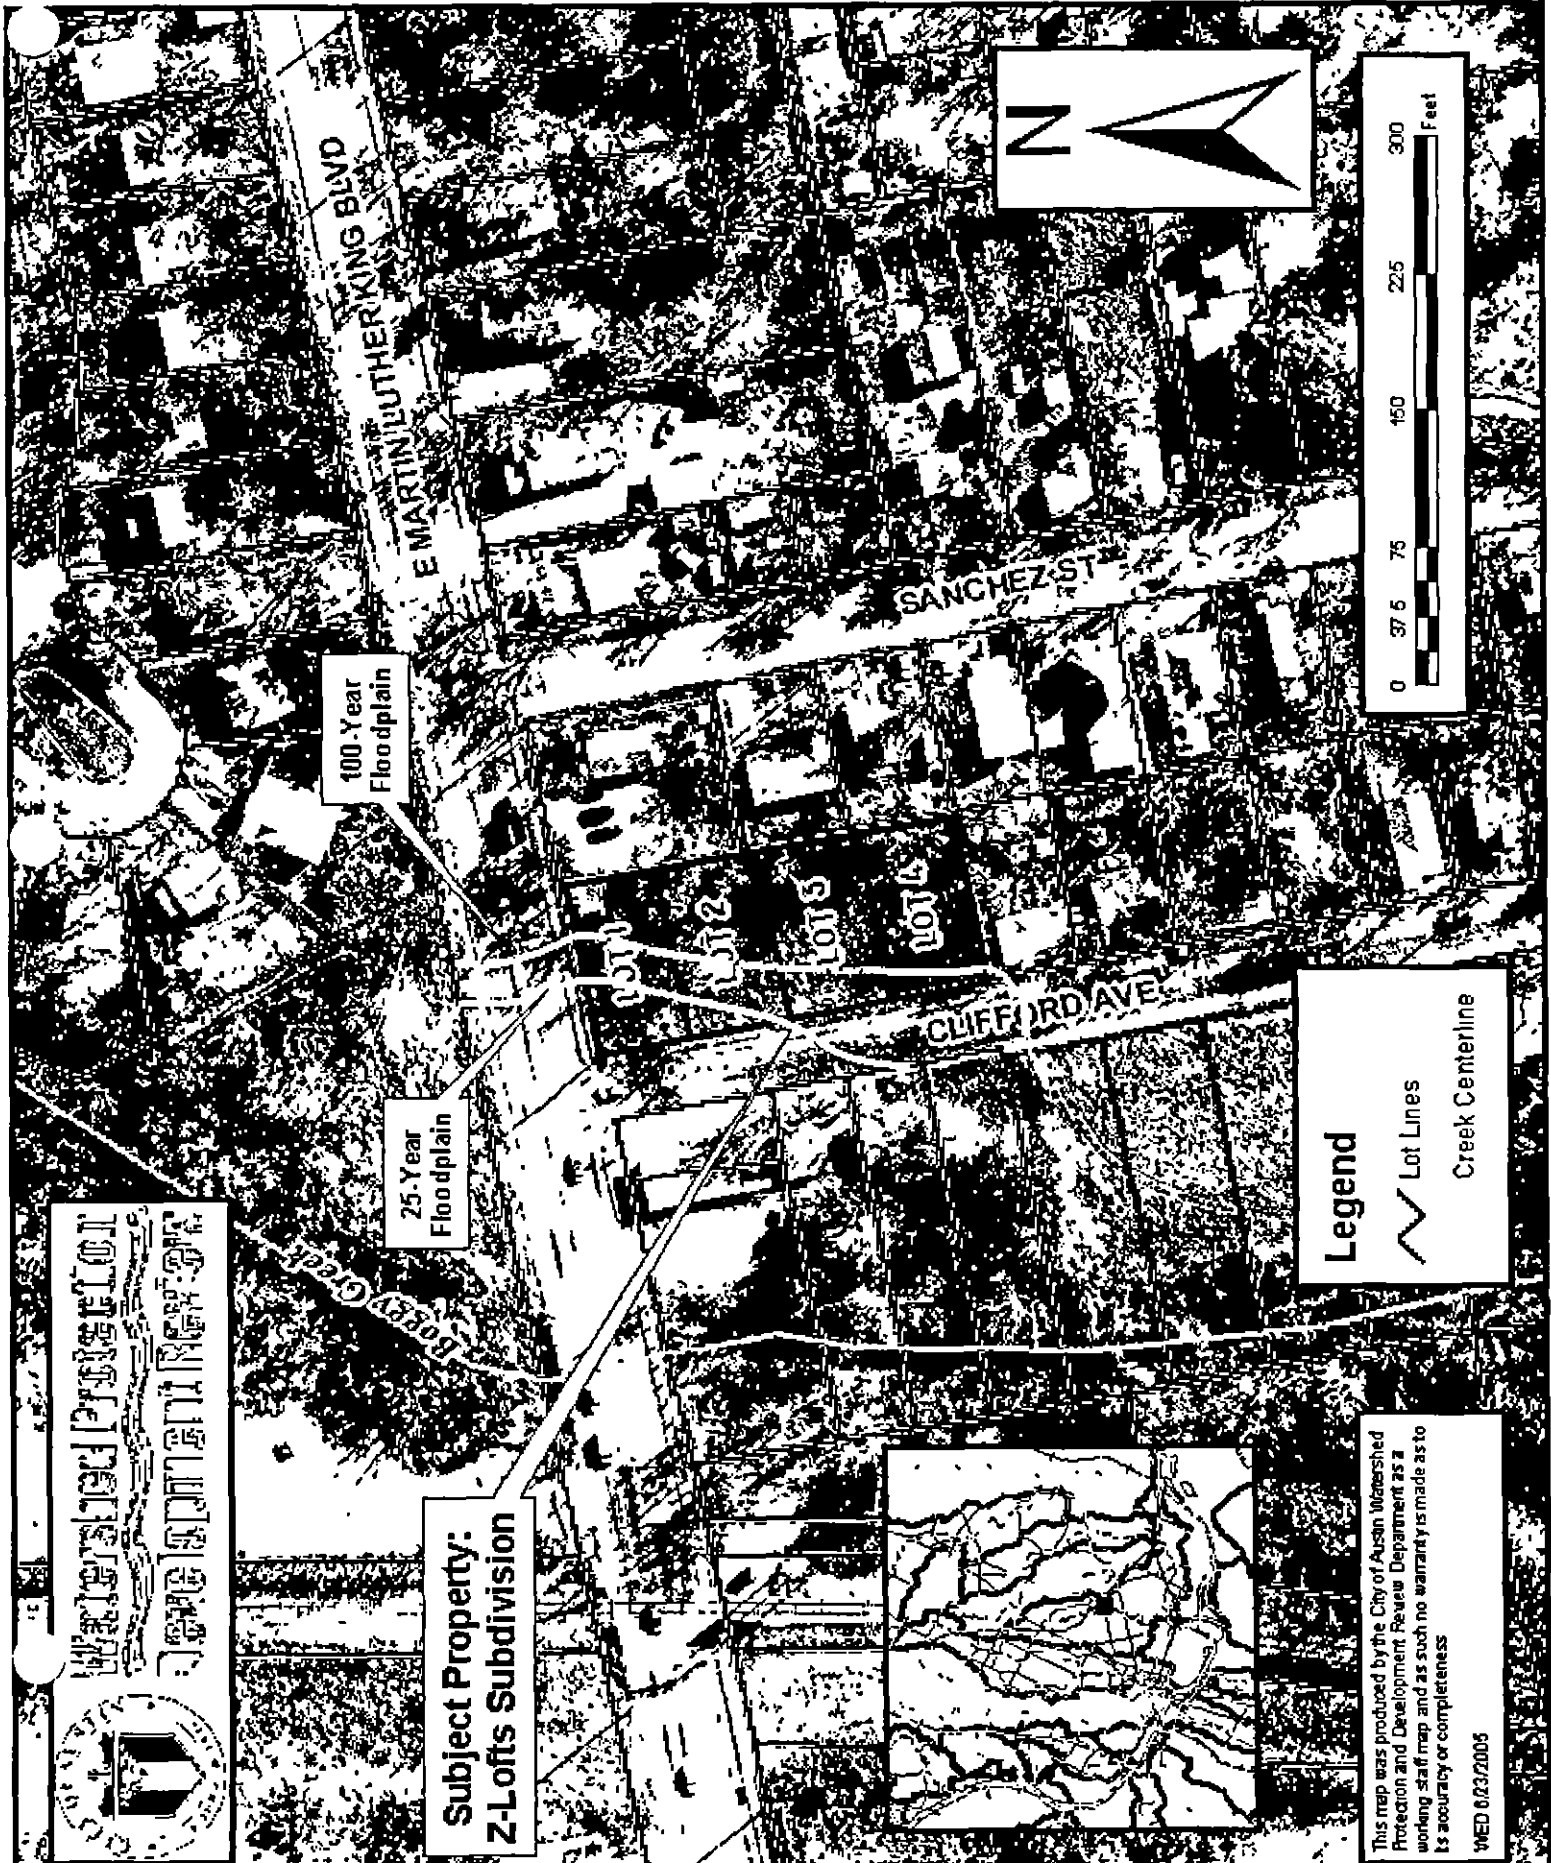 Watershed Protection
Development Review
Subject Property:
Z-Lofts Subdivision
25-Year
Floodplain
100-Year
Floodplain
Boggy Creek
E MARTIN LUTHER KING BLVD
SANCHEZ ST
CLIFFORD AVE
LOT 1
LOT 2
LOT 3
LOT 4
N
0 37 5 75 150 225 300
Feet
Legend
Lot Lines
Creek Centerline
This map was produced by the City of Austin Watershed
Protection and Development Review Department as a
working staff map and as such no warranty is made as to
its accuracy or completeness
WED 6/23/2005